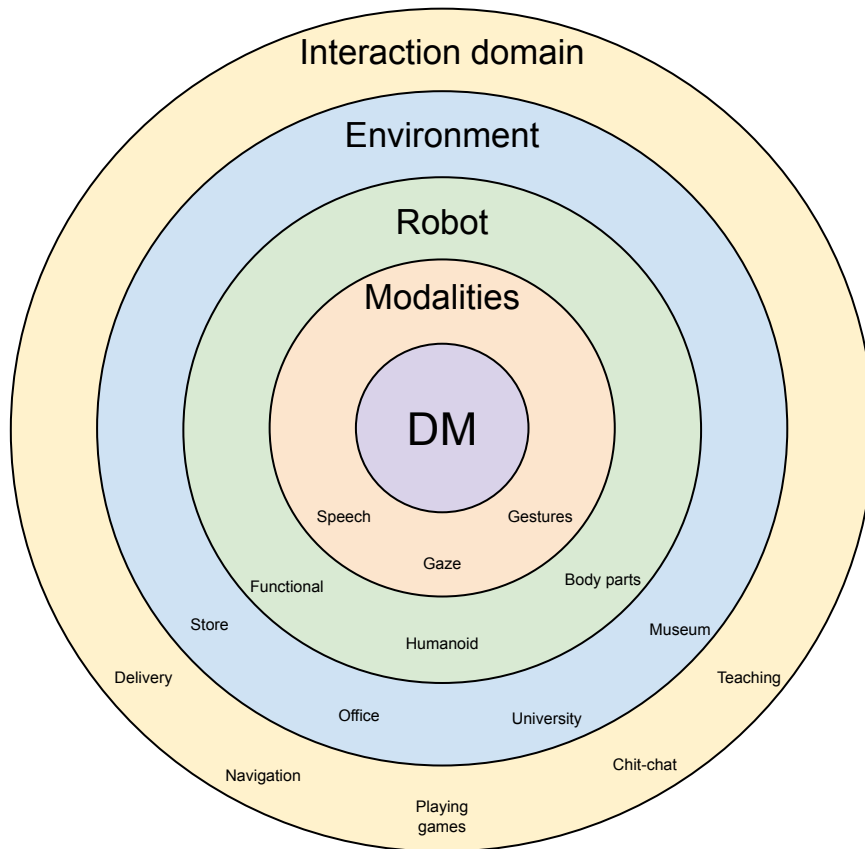 Interaction domain
Environment
Robot
Modalities
DM
Speech
Gestures
Gaze
Functional
Body parts
Humanoid
Store
Museum
Office
University
Delivery
Teaching
Navigation
Chit-chat
Playing
games